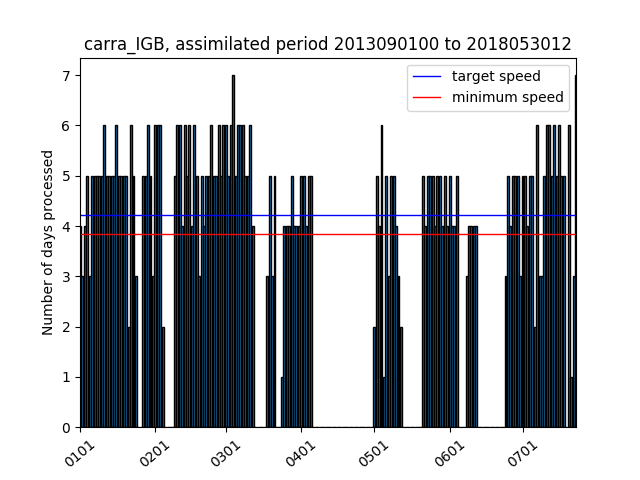 carra_IGB, assimilated period 2013090100 to 2018053012
target speed
minimum speed
Number of days processed
7
6
5
4
3
2
1
0
0101 0201 0301 0401 0501 0601 0701